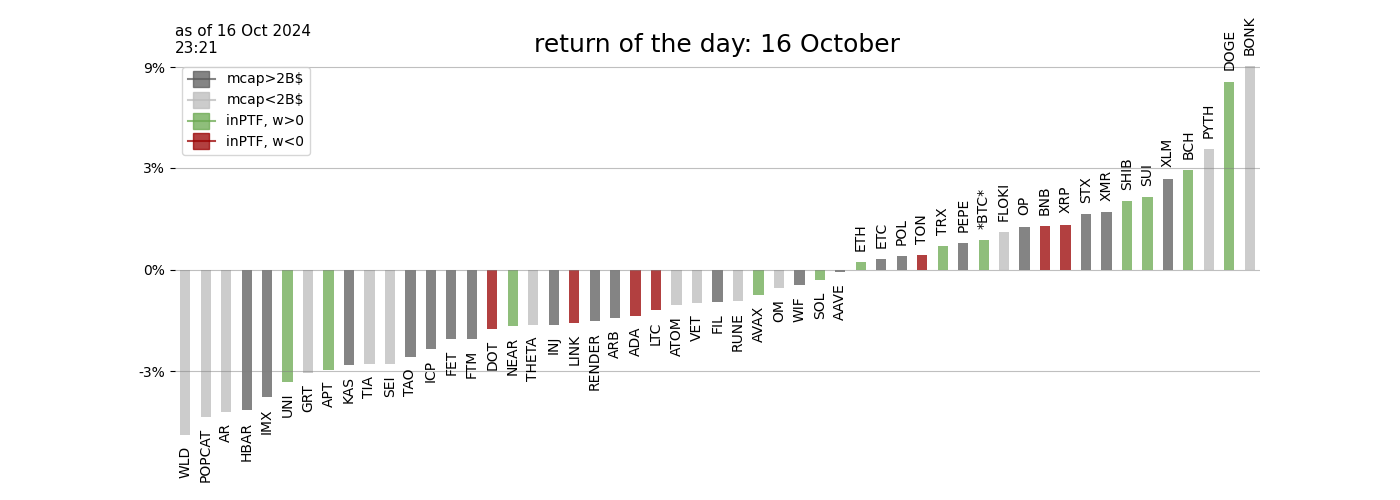 as of 16 Oct 2024
23:21
return of the day: 16 October
9%
3%
0%
-3%
mcap>2B$
mcap<2B$
inPTF, w>0
inPTF, w<0
WLD
POPCAT
AR
HBAR
IMX
UNI
GRT
APT
KAS
TIA
SEI
TAO
ICP
FET
FTM
DOT
NEAR
THETA
INJ
LINK
RENDER
ARB
ADA
LTC
ATOM
VET
FIL
RUNE
AVAX
OM
WIF
SOL
AAVE
ETH
ETC
POL
TON
TRX
PEPE
*BTC*
FLOKI
OP
BNB
XRP
STX
XMR
SHIB
SUI
XLM
BCH
PYTH
DOGE
BONK